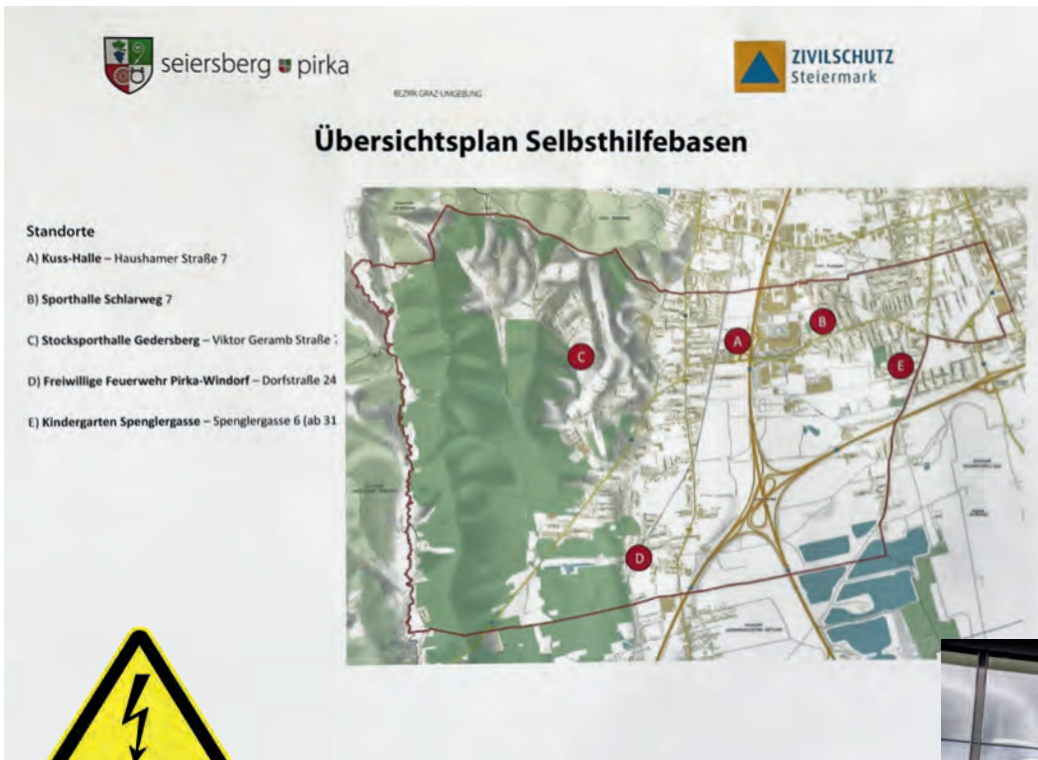 seiersberg pirka
ZIVILSCHUTZ
Steiermark
BEZIRK GRAZ-UMGEBUNG
Übersichtsplan Selbsthilfebasen
Standorte
A) Kuss-Halle – Haushamer Straße 7
B) Sporthalle Schlarweg 7
C) Stocksporthalle Gedersberg – Viktor Geramb Straße
D) Freiwillige Feuerwehr Pirka-Windorf – Dorfstraße 24
E) Kindergarten Spenglergasse – Spenglergasse 6 (ab 31
A
B
C
E
D